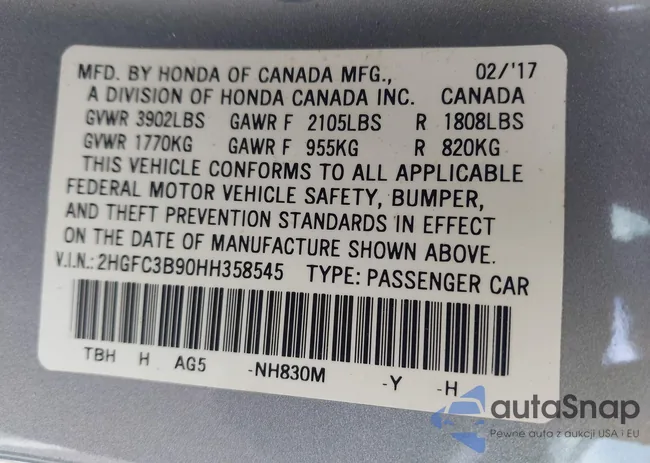 MFD. BY HONDA OF CANADA MFG., 02/'17
A DIVISION OF HONDA CANADA INC. CANADA
GVWR 3902LBS GAWR F 2105LBS R 1808LBS
GVWR 1770KG GAWR F 955KG R 820KG
THIS VEHICLE CONFORMS TO ALL APPLICABLE
FEDERAL MOTOR VEHICLE SAFETY, BUMPER,
AND THEFT PREVENTION STANDARDS IN EFFECT
ON THE DATE OF MANUFACTURE SHOWN ABOVE.
V.I.N.:2HGFC3B90HH358545 TYPE: PASSENGER CAR
TBH H AG5 -NH830M -Y -H
autaSnap
Pewne auta z aukcji USA i EU